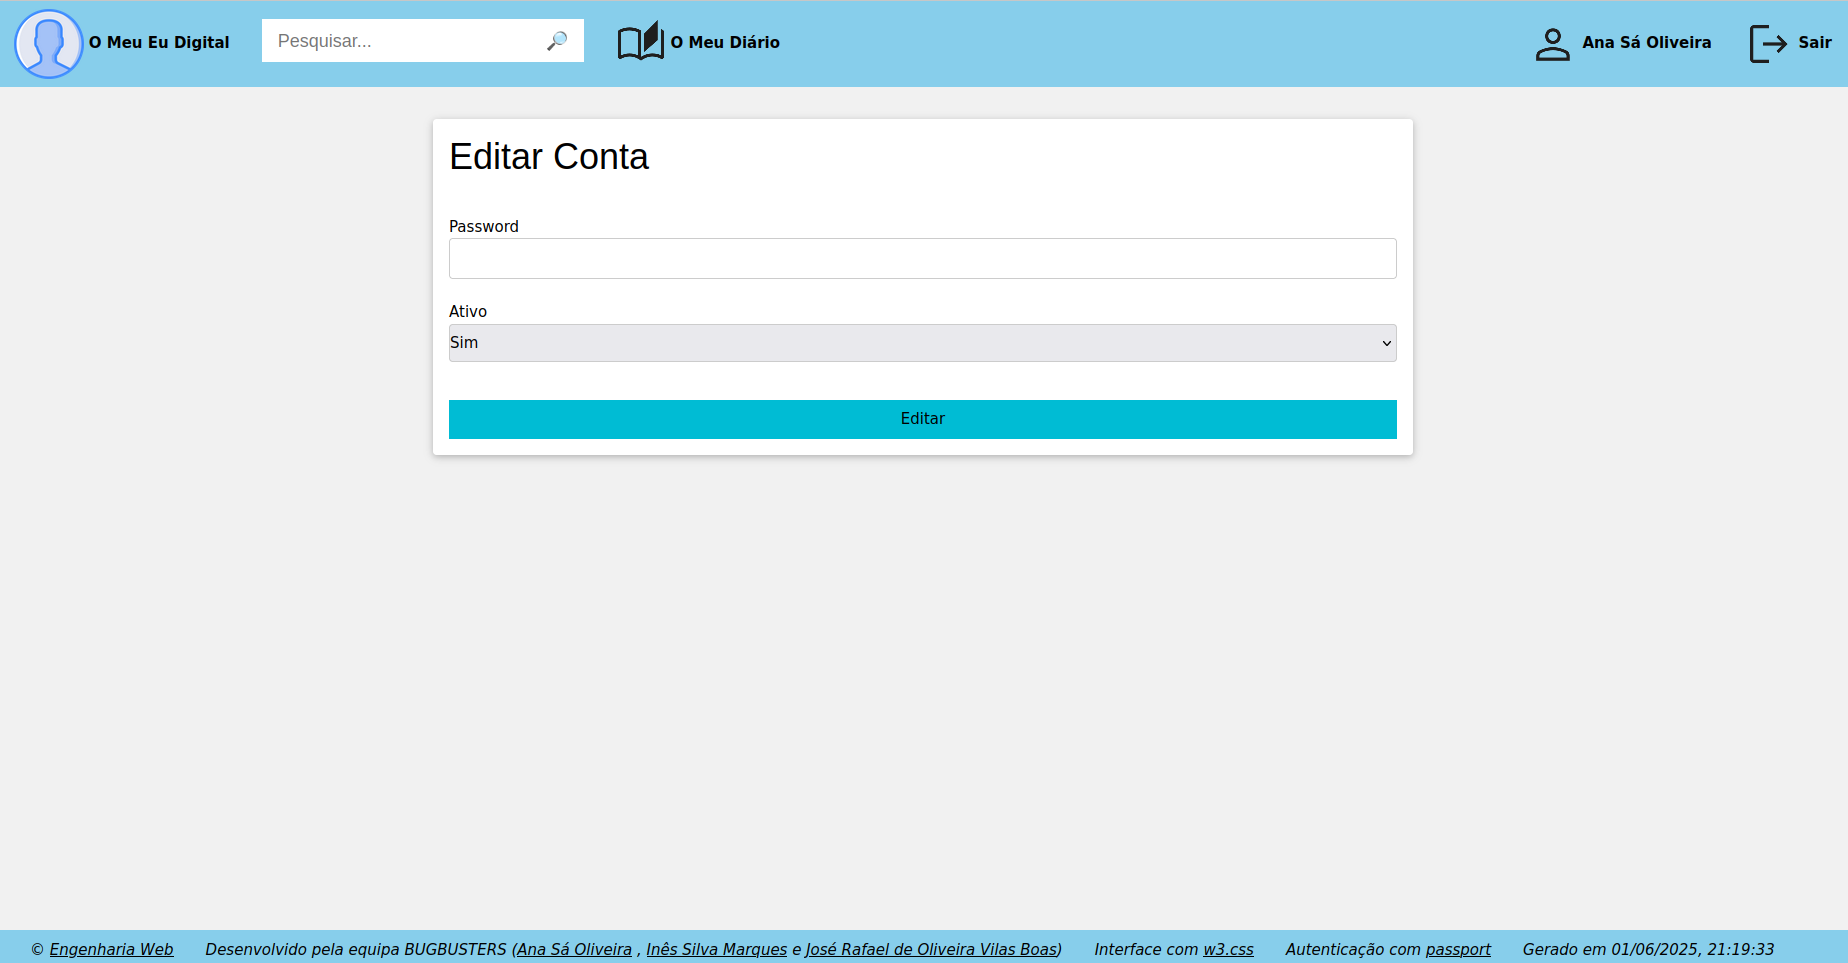 O Meu Eu Digital Pesquisar... O Meu Diário Ana Sá Oliveira Sair
Editar Conta
Password
Ativo
Sim
Editar
© Engenharia Web Desenvolvido pela equipa BUGBUSTERS (Ana Sá Oliveira , Inês Silva Marques e José Rafael de Oliveira Vilas Boas) Interface com w3.css Autenticação com passport Gerado em 01/06/2025, 21:19:33